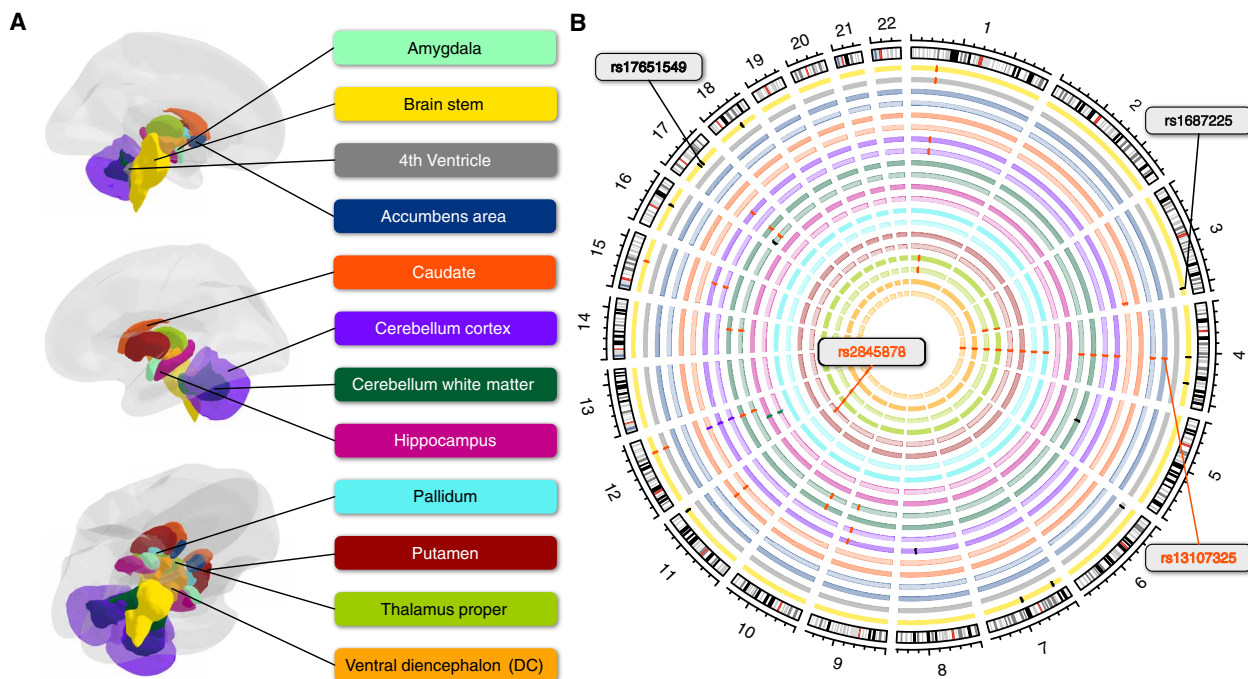 A
Amygdala
Brain stem
4th Ventricle
Accumbens area
Caudate
Cerebellum cortex
Cerebellum white matter
Hippocampus
Pallidum
Putamen
Thalamus proper
Ventral diencephalon (DC)
B
1
2
3
4
5
6
7
8
9
10
11
12
13
14
15
16
17
18
19
20
21
22
rs17651549
rs1687225
rs2845878
rs13107325